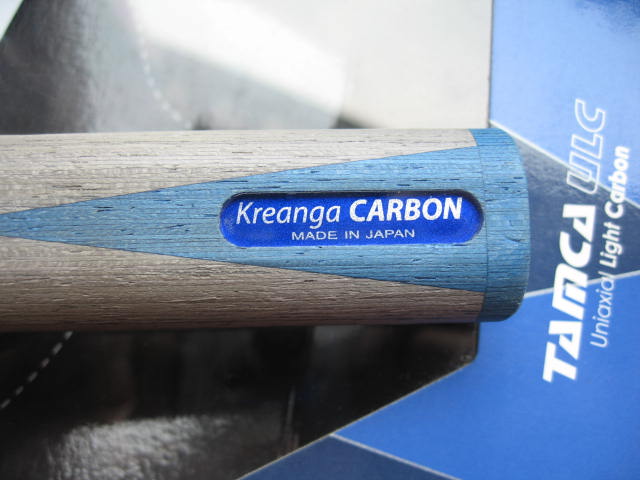 Kreanga CARBON
MADE IN JAPAN
TAMCA ULC
Uniaxial Light Carbon